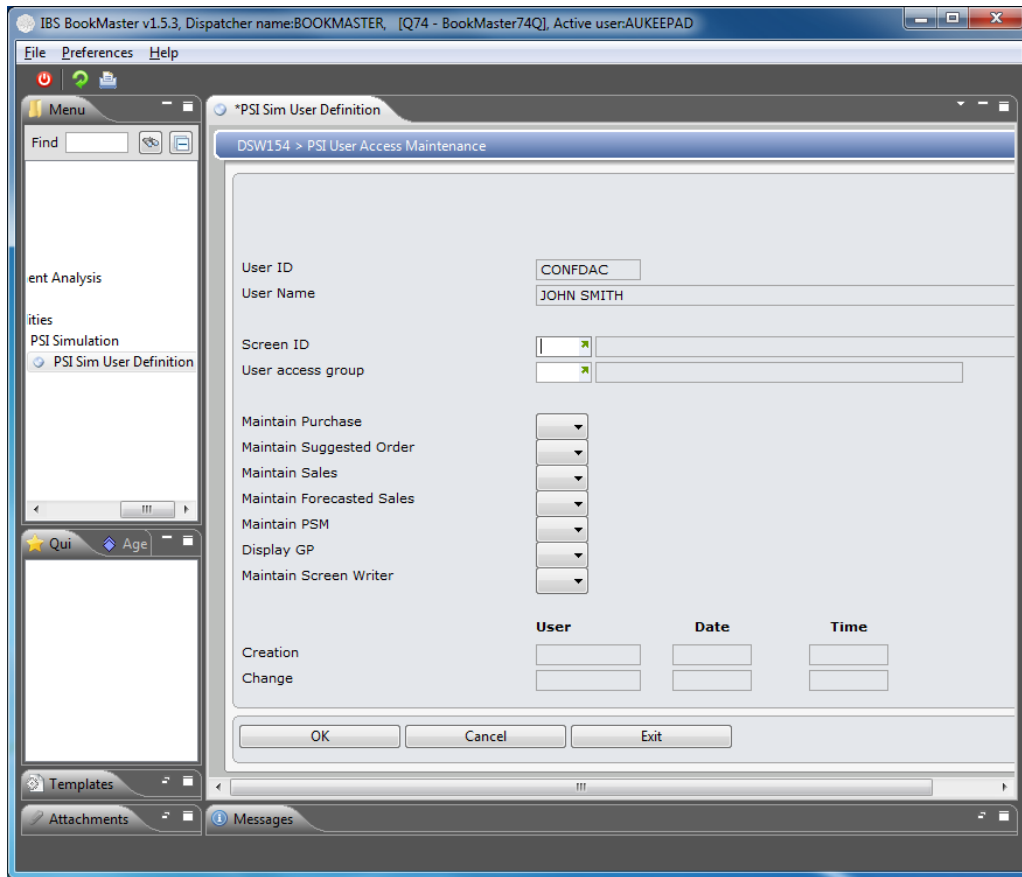 IBS BookMaster v1.5.3, Dispatcher name:BOOKMASTER, [Q74 - BookMaster74Q], Active user:AUKEEPAD
File Preferences Help
Menu
*PSI Sim User Definition
Find
DSW154 > PSI User Access Maintenance
User ID CONFDAC
ent Analysis
User Name JOHN SMITH
ities
PSI Simulation
Screen ID
PSI Sim User Definition
User access group
Maintain Purchase
Maintain Suggested Order
Maintain Sales
Maintain Forecasted Sales
Maintain PSM
Qui Age
Display GP
Maintain Screen Writer
User Date Time
Creation
Change
OK Cancel Exit
Templates
Attachments
Messages